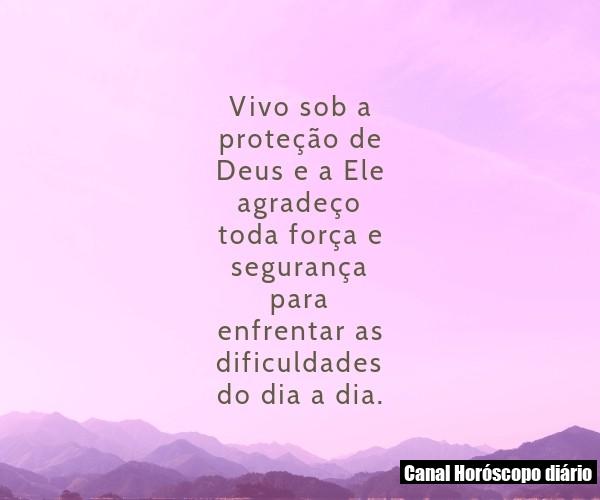 Vivo sob a
proteção de
Deus e a Ele
agradeço
toda força e
segurança
para
enfrentar as
dificuldades
do dia a dia.
Canal Horóscopo diário